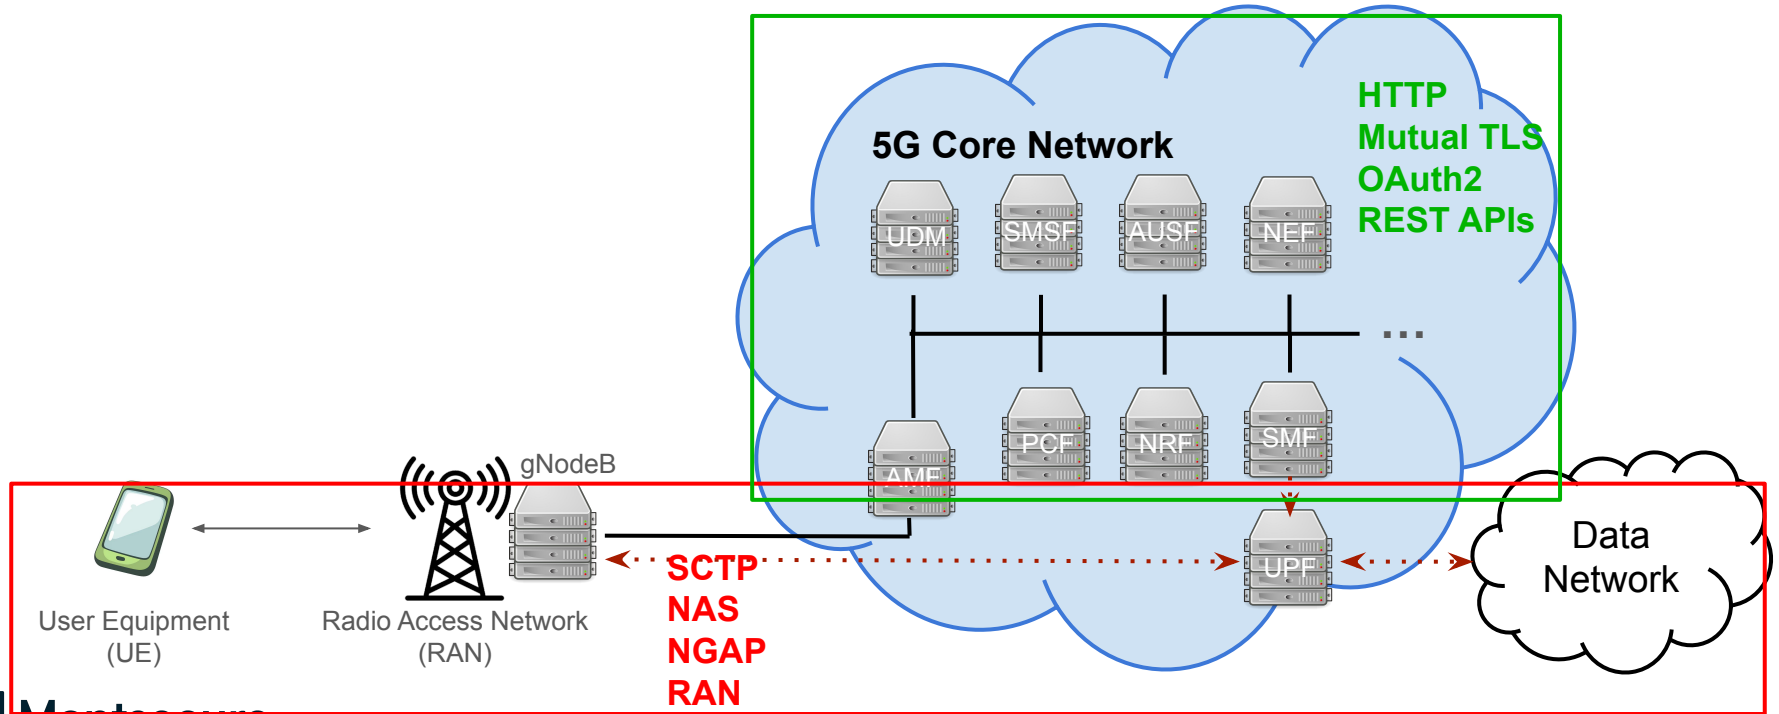 HTTP
Mutual TLS
OAuth2
REST APIs
5G Core Network
UDM
SMSF
AUSF
NEF
...
PCF
NRF
SMF
AMF
gNodeB
UPF
Data
Network
SCTP
NAS
NGAP
RAN
User Equipment
(UE)
Radio Access Network
(RAN)